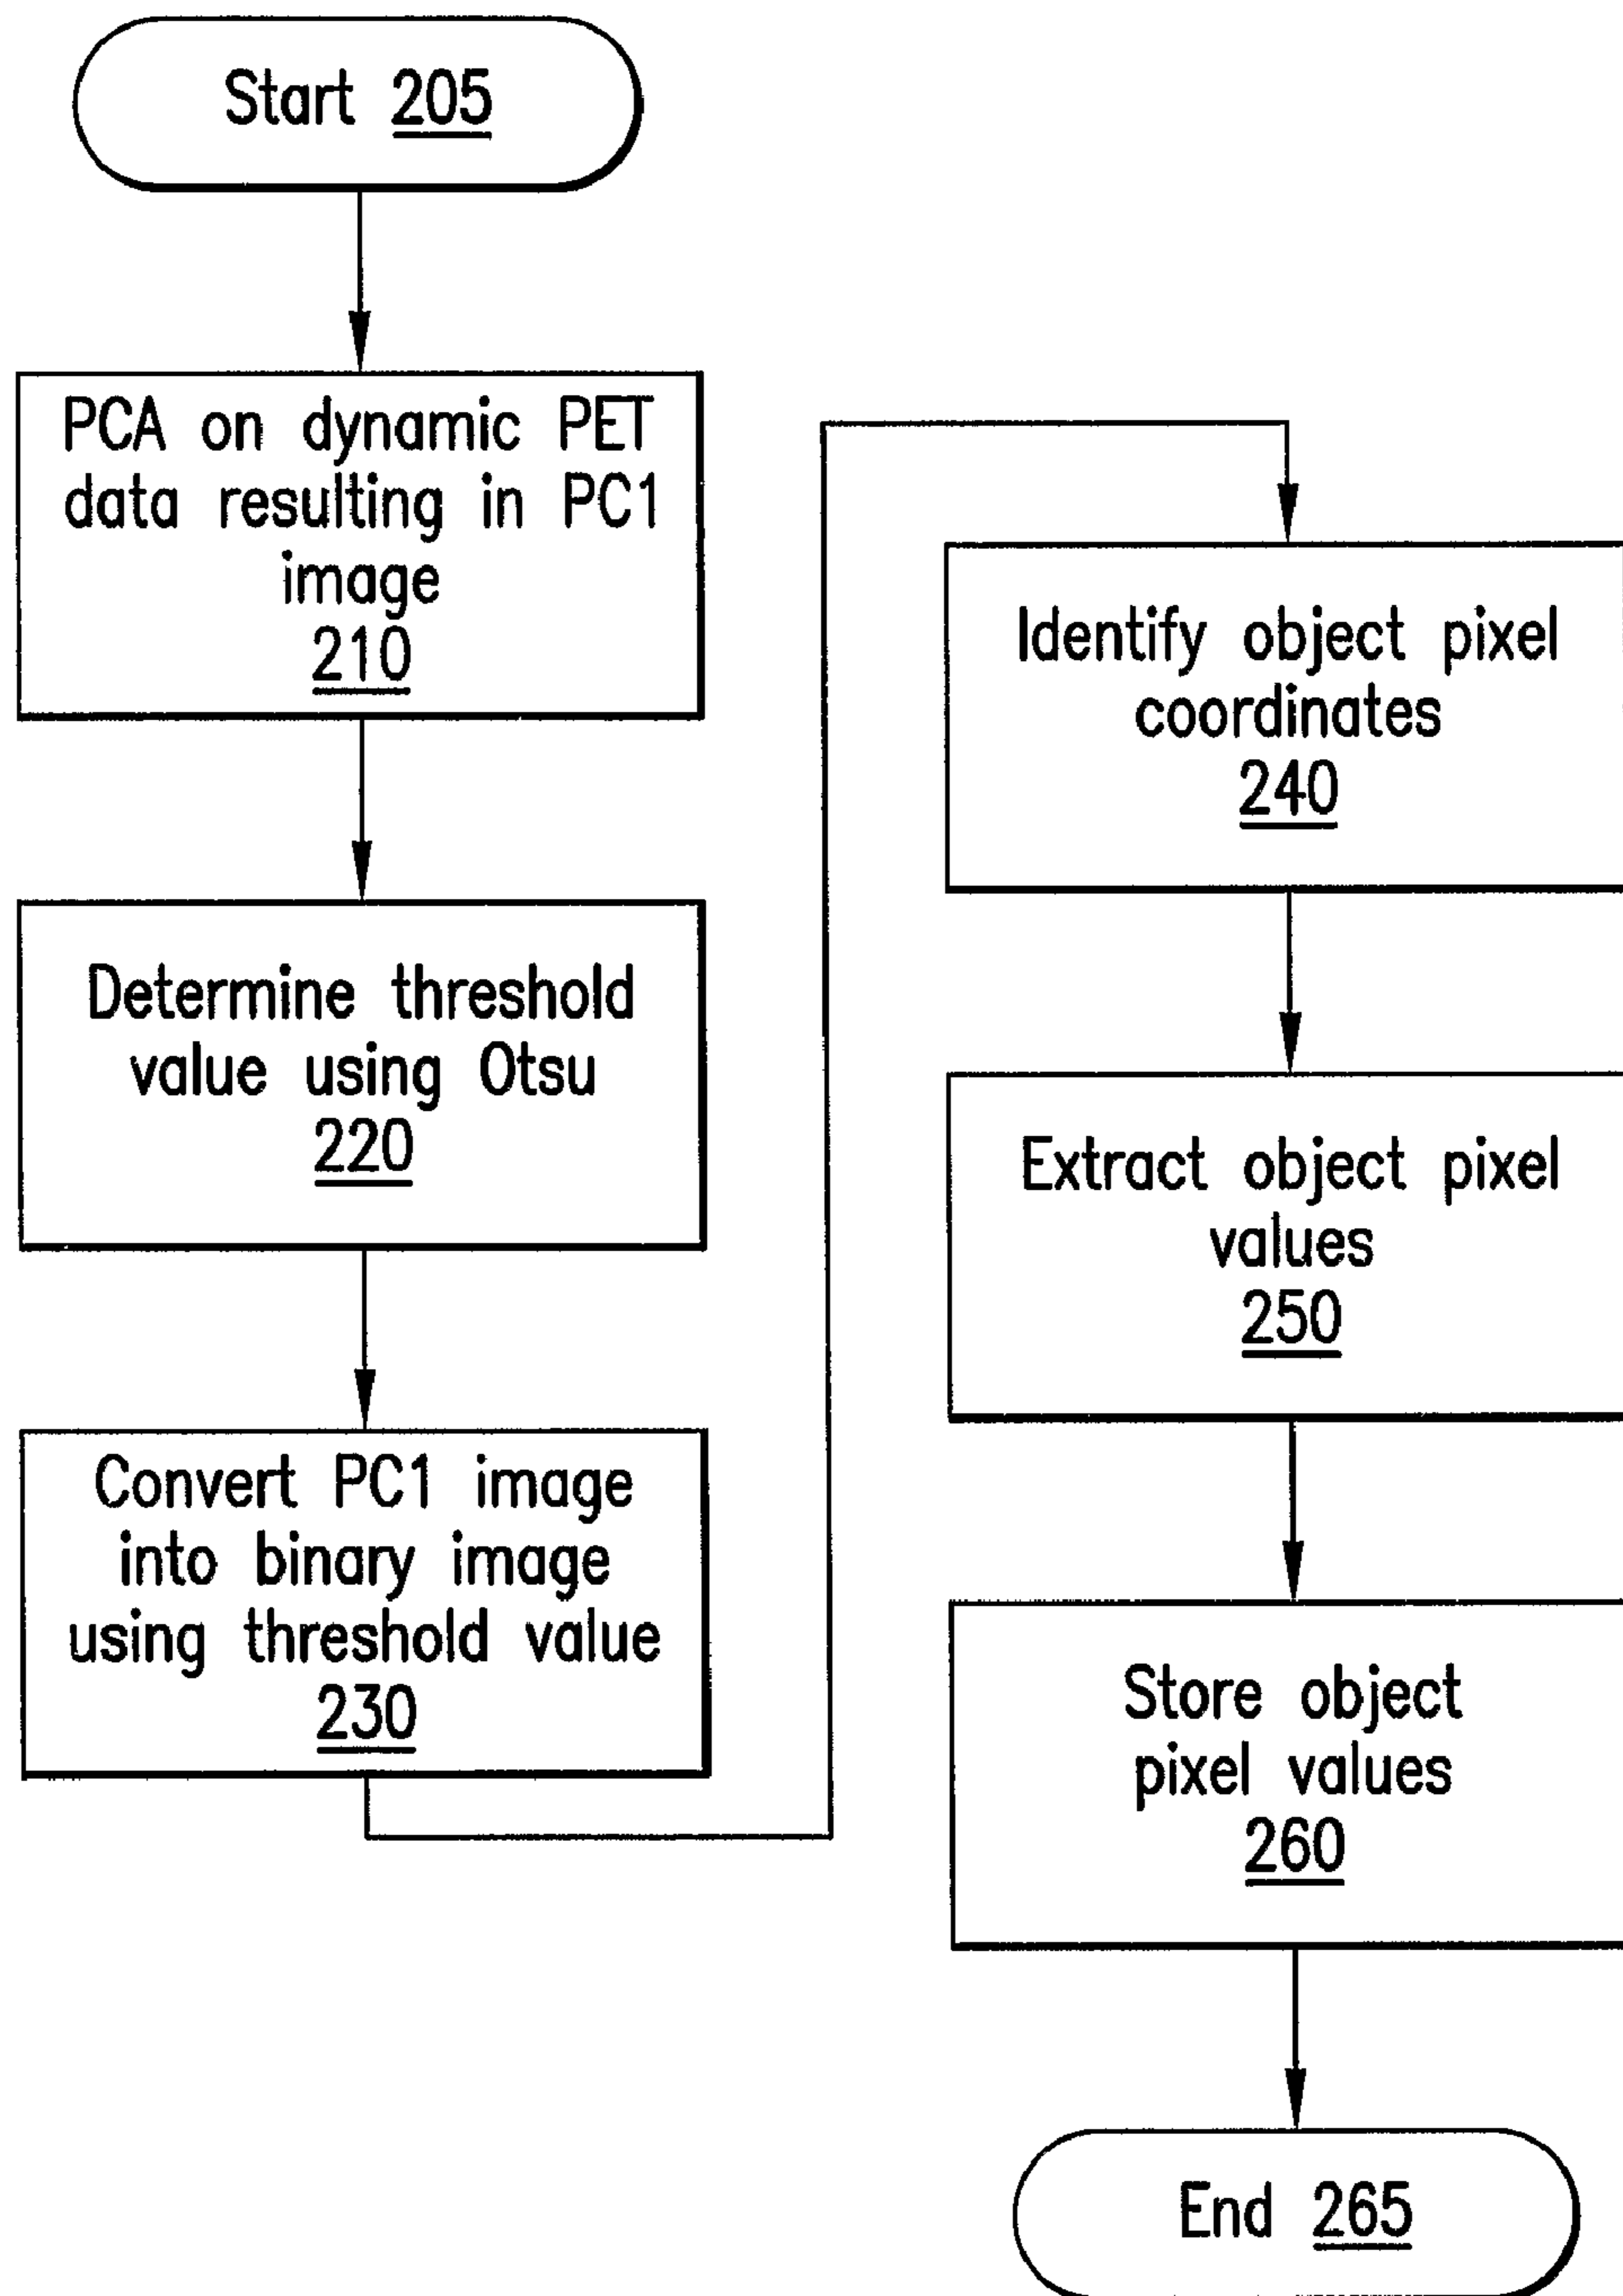 Start 205
PCA on dynamic PET
data resulting in PC1
image
210
Determine threshold
value using Otsu
220
Convert PC1 image
into binary image
using threshold value
230
Identify object pixel
coordinates
240
Extract object pixel
values
250
Store object
pixel values
260
End 265